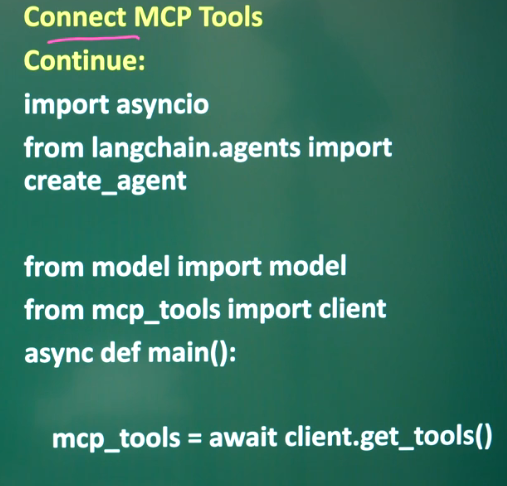 Connect MCP Tools
Continue:
import asyncio
from langchain.agents import
create_agent
from model import model
from mcp_tools import client
async def main():
mcp_tools = await client.get_tools()